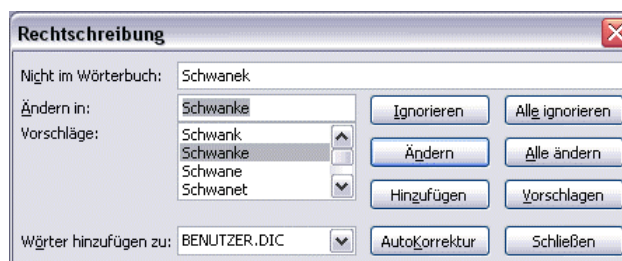 Rechtschreibung
Nicht im Wörterbuch: Schwanek
Ändern in: Schwanke Ignorieren Alle ignorieren
Vorschläge: Schwank
Schwanke Ändern Alle ändern
Schwane
Schwanet Hinzufügen Vorschlagen
Wörter hinzufügen zu: BENUTZER.DIC AutoKorrektur Schließen